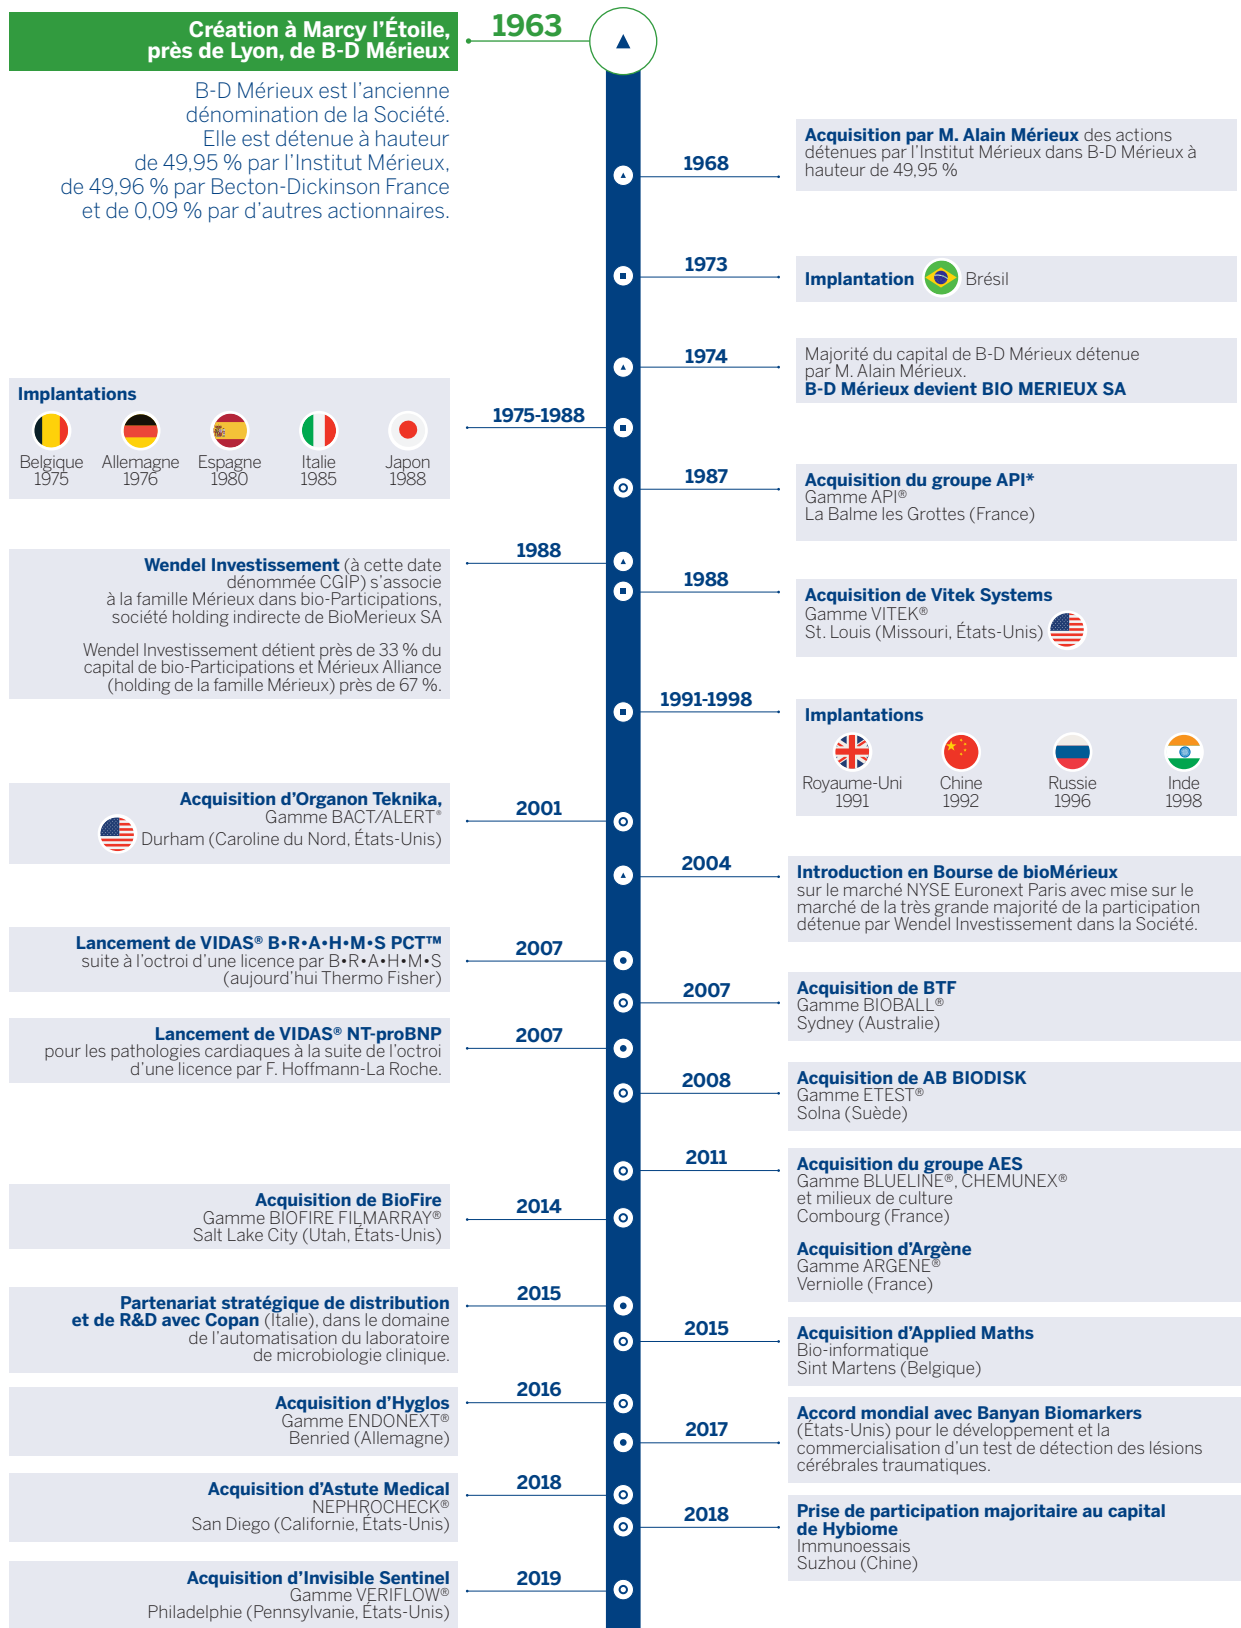 Création à Marcy l’Étoile,
près de Lyon, de B-D Mérieux
1963
B-D Mérieux est l’ancienne
dénomination de la Société.
Elle est détenue à hauteur
de 49,95 % par l’Institut Mérieux,
de 49,96 % par Becton-Dickinson France
et de 0,09 % par d’autres actionnaires.
1968
Acquisition par M. Alain Mérieux des actions
détenues par l’Institut Mérieux dans B-D Mérieux à
hauteur de 49,95 %
1973
Implantation Brésil
1974
Majorité du capital de B-D Mérieux détenue
par M. Alain Mérieux.
B-D Mérieux devient BIO MERIEUX SA
1975-1988
Implantations
Belgique Allemagne Espagne Italie Japon
1975 1976 1980 1985 1988
1987
Acquisition du groupe API*
Gamme API®
La Balme les Grottes (France)
1988
Wendel Investissement (à cette date
dénommée CGIP) s’associe
à la famille Mérieux dans bio-Participations,
société holding indirecte de BioMerieux SA
Wendel Investissement détient près de 33 % du
capital de bio-Participations et Mérieux Alliance
(holding de la famille Mérieux) près de 67 %.
1988
Acquisition de Vitek Systems
Gamme VITEK®
St. Louis (Missouri, États-Unis)
1991-1998
Implantations
Royaume-Uni Chine Russie Inde
1991 1992 1996 1998
2001
Acquisition d’Organon Teknika,
Gamme BACT/ALERT®
Durham (Caroline du Nord, États-Unis)
2004
Introduction en Bourse de bioMérieux
sur le marché NYSE Euronext Paris avec mise sur le
marché de la très grande majorité de la participation
détenue par Wendel Investissement dans la Société.
2007
Lancement de VIDAS® B•R•A•H•M•S PCT™
suite à l’octroi d’une licence par B•R•A•H•M•S
(aujourd’hui Thermo Fisher)
2007
Acquisition de BTF
Gamme BIOBALL®
Sydney (Australie)
2007
Lancement de VIDAS® NT-proBNP
pour les pathologies cardiaques à la suite de l’octroi
d’une licence par F. Hoffmann-La Roche.
2008
Acquisition de AB BIODISK
Gamme ETEST®
Solna (Suède)
2011
Acquisition du groupe AES
Gamme BLUELINE®, CHEMUNEX®
et milieux de culture
Combourg (France)
Acquisition d’Argène
Gamme ARGENE®
Verniolle (France)
2014
Acquisition de BioFire
Gamme BIOFIRE FILMARRAY®
Salt Lake City (Utah, États-Unis)
2015
Partenariat stratégique de distribution
et de R&D avec Copan (Italie), dans le domaine
de l’automatisation du laboratoire
de microbiologie clinique.
2015
Acquisition d’Applied Maths
Bio-informatique
Sint Martens (Belgique)
2016
Acquisition d’Hyglos
Gamme ENDONEXT®
Benried (Allemagne)
2017
Accord mondial avec Banyan Biomarkers
(États-Unis) pour le développement et la
commercialisation d’un test de détection des lésions
cérébrales traumatiques.
2018
Acquisition d’Astute Medical
NEPHROCHECK®
San Diego (Californie, États-Unis)
2018
Prise de participation majoritaire au capital
de Hybiome
Immunoessais
Suzhou (Chine)
2019
Acquisition d’Invisible Sentinel
Gamme VERIFLOW®
Philadelphie (Pennsylvanie, États-Unis)